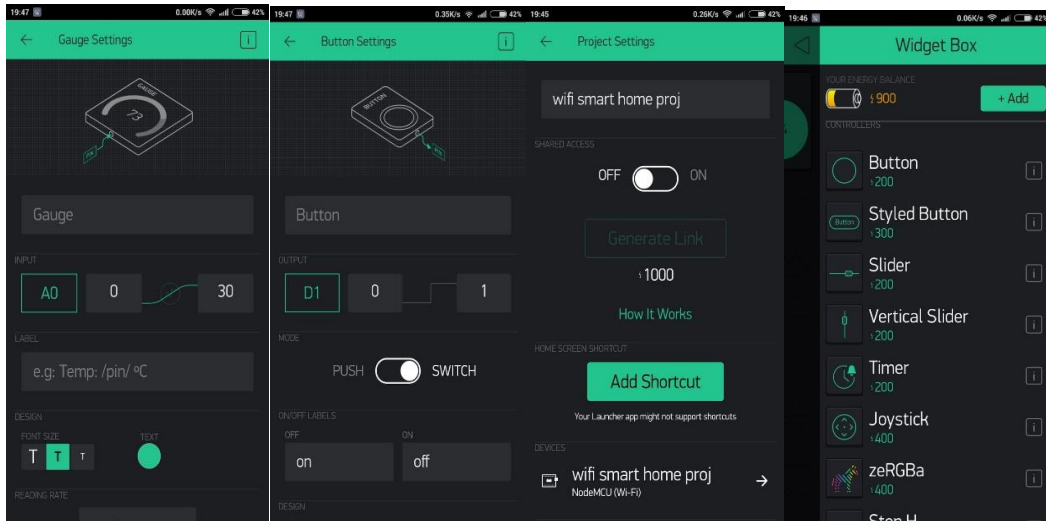 19:47
0.00K/s
42%
Gauge Settings
i
GAUGE
73
PIN
Gauge
INPUT
A0
0
30
LABEL
e.g: Temp: /pin/ ºC
DESIGN
FONT SIZE
TEXT
T T T
READING RATE
19:47
0.35K/s
42%
Button Settings
i
BUTTON
PIN
Button
OUTPUT
D1
0
1
MODE
PUSH
SWITCH
ON/OFF LABELS
OFF
ON
on
off
DESIGN
19:45
0.26K/s
42%
Project Settings
wifi smart home proj
SHARED ACCESS
OFF
ON
Generate Link
1000
How It Works
HOME SCREEN SHORTCUT
Add Shortcut
Your Launcher app might not support shortcuts
DEVICES
wifi smart home proj
NodeMCU (Wi-Fi)
19:46
0.06K/s
42%
Widget Box
YOUR ENERGY BALANCE
900
+ Add
CONTROLLERS
Button
200
i
Button
Styled Button
300
i
Slider
200
i
Vertical Slider
200
i
Timer
200
i
Joystick
400
i
zeRGBa
400
i